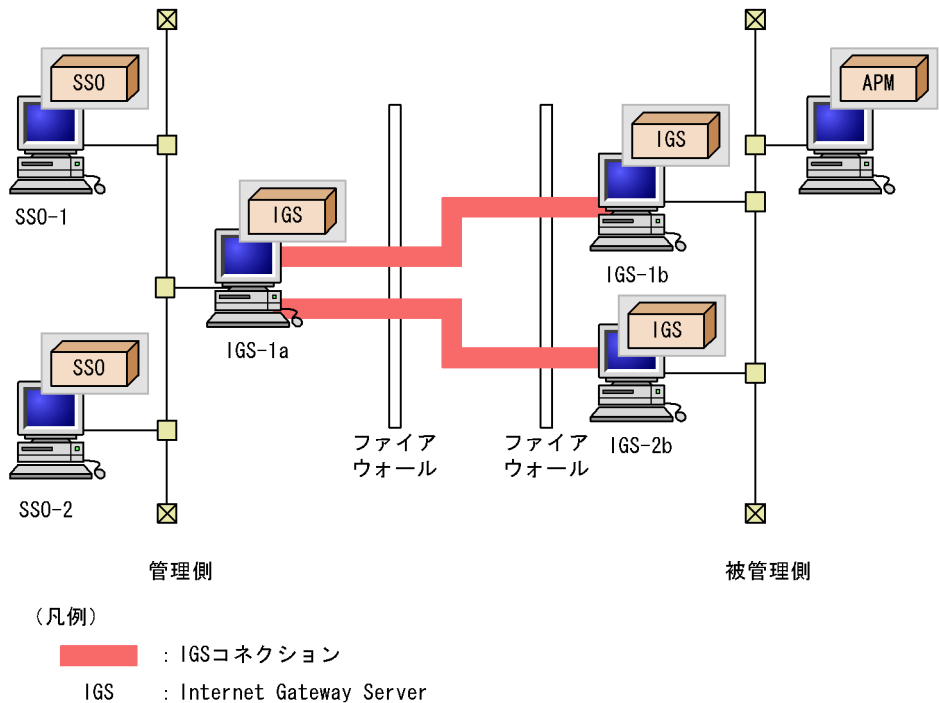 SSO
SSO-1
APM
IGS
IGS-1b
IGS
IGS-1a
IGS
IGS-2b
SSO
SSO-2
ファイア
ウォール
ファイア
ウォール
管理側
被管理側
(凡例)
: IGSコネクション
IGS : Internet Gateway Server